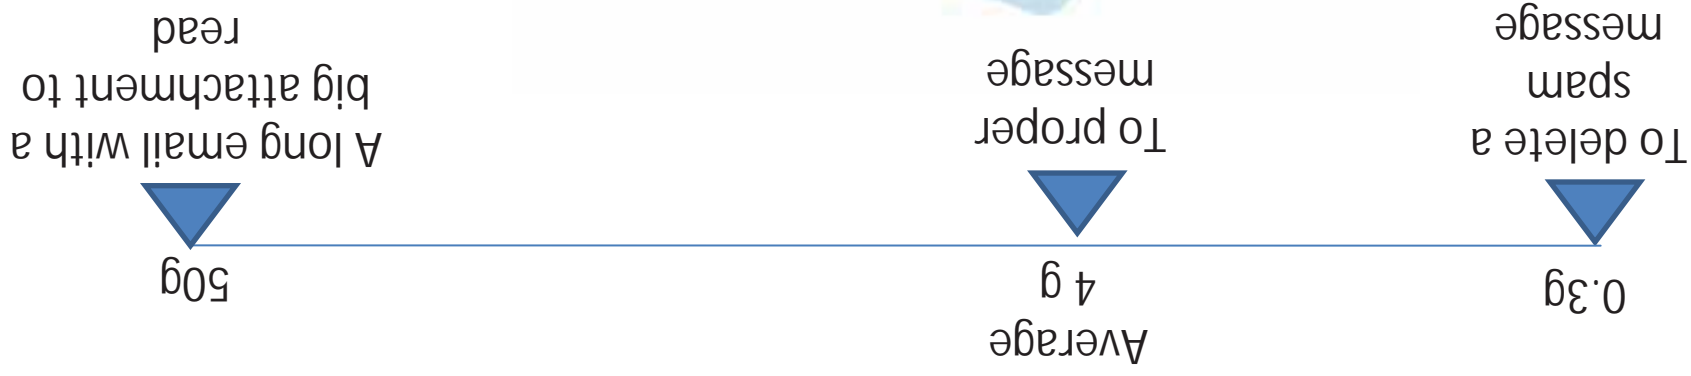 Average
0.3g
4 g
50g
To delete a
spam
message
To proper
message
A long email with a
big attachment to
read